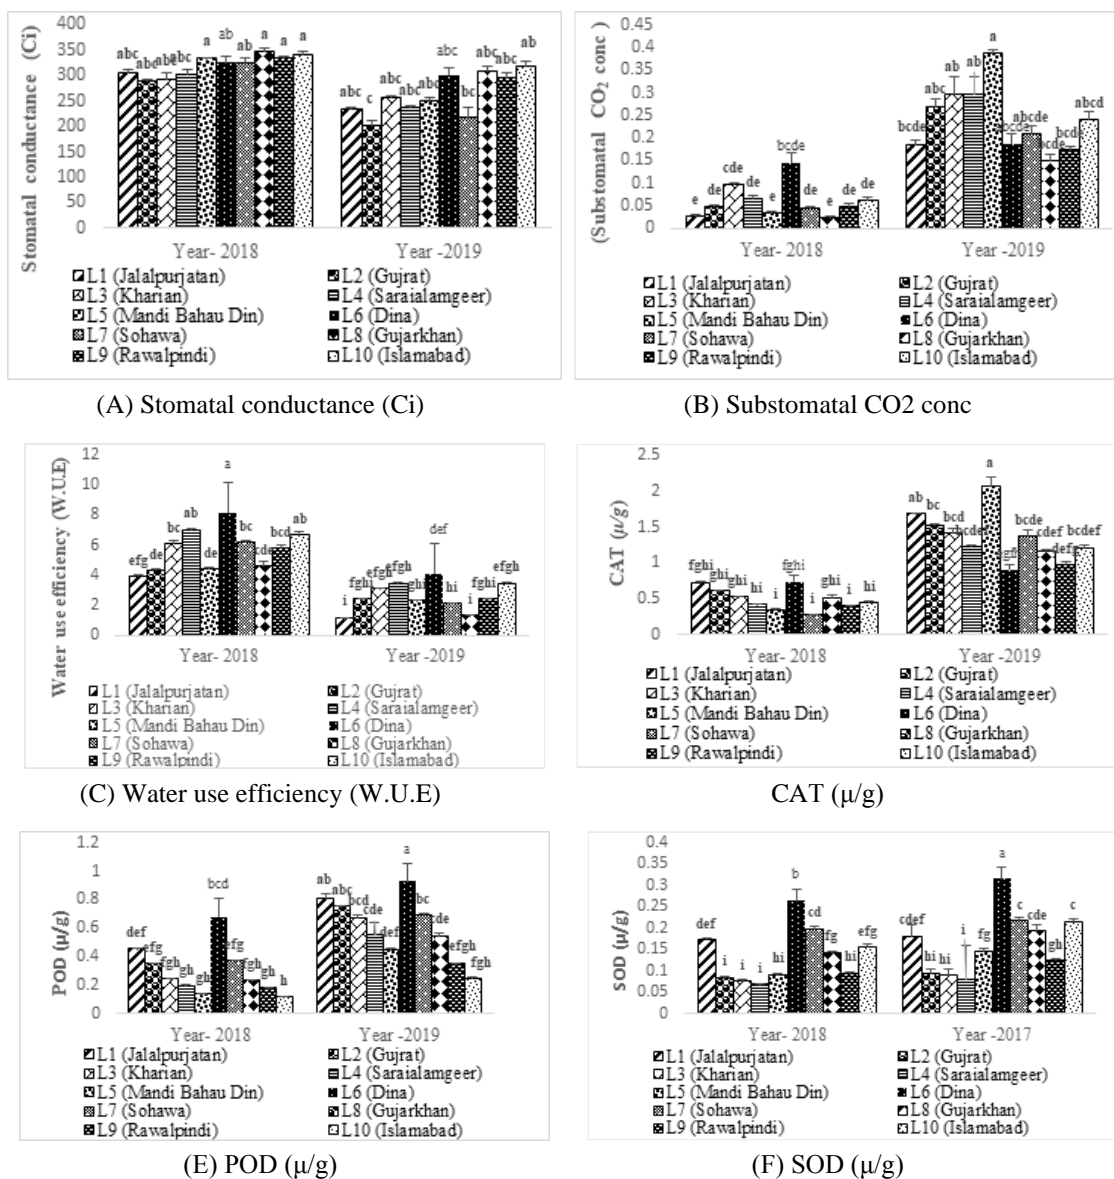 Stomatal conductance (Ci)
400
350
300
250
200
150
100
50
0
abc abc abc abc a ab ab a a ab
abc c abc abc abc abc bc abc abc ab
Year- 2018 Year -2019
L1 (Jalalpurjatan) L2 (Gujrat)
L3 (Kharian) L4 (Saraialamgeer)
L5 (Mandi Bahau Din) L6 (Dina)
L7 (Sohawa) L8 (Gujarkhan)
L9 (Rawalpindi) L10 (Islamabad)
(A) Stomatal conductance (Ci)
(Substomatal CO2 conc )
0.45
0.4
0.35
0.3
0.25
0.2
0.15
0.1
0.05
0
e de cde de e bcde de e de de
bcde ab ab ab a bcde abcde bcde bcde abcd
Year- 2018 Year -2019
L1 (Jalalpurjatan) L2 (Gujrat)
L3 (Kharian) L4 (Saraialamgeer)
L5 (Mandi Bahau Din) L6 (Dina)
L7 (Sohawa) L8 (Gujarkhan)
L9 (Rawalpindi) L10 (Islamabad)
(B) Substomatal CO2 conc
Water use efficiency (W.U.E)
12
10
8
6
4
2
0
efg de bc ab de a bc cde bcd ab
i fghi efgh efgh ghi def hi i fghi efgh
Year- 2018 Year -2019
L1 (Jalalpurjatan) L2 (Gujrat)
L3 (Kharian) L4 (Saraialamgeer)
L5 (Mandi Bahau Din) L6 (Dina)
L7 (Sohawa) L8 (Gujarkhan)
L9 (Rawalpindi) L10 (Islamabad)
(C) Water use efficiency (W.U.E)
CAT (µ/g)
2.5
2
1.5
1
0.5
0
fghi ghi ghi hi i fghi i ghi i hi
ab bc bcd bcdef a bcde cdef defg bcdef
Year- 2018 Year -2019
L1 (Jalalpurjatan) L2 (Gujrat)
L3 (Kharian) L4 (Saraialamgeer)
L5 (Mandi Bahau Din) L6 (Dina)
L7 (Sohawa) L8 (Gujarkhan)
L9 (Rawalpindi) L10 (Islamabad)
CAT (µ/g)
POD (µ/g)
1.2
1
0.8
0.6
0.4
0.2
0
def efg fgh gh gh bcd efg fgh gh h
ab abc bcd cde def a bc cde efgh fgh
Year- 2018 Year -2019
L1 (Jalalpurjatan) L2 (Gujrat)
L3 (Kharian) L4 (Saraialamgeer)
L5 (Mandi Bahau Din) L6 (Dina)
L7 (Sohawa) L8 (Gujarkhan)
L9 (Rawalpindi) L10 (Islamabad)
(E) POD (µ/g)
SOD (µ/g)
0.4
0.35
0.3
0.25
0.2
0.15
0.1
0.05
0
def i i i hi b cd fg hi efg
cdef hi hi i fg a c cde gh c
Year- 2018 Year -2017
L1 (Jalalpurjatan) L2 (Gujrat)
L3 (Kharian) L4 (Saraialamgeer)
L5 (Mandi Bahau Din) L6 (Dina)
L7 (Sohawa) L8 (Gujarkhan)
L9 (Rawalpindi) L10 (Islamabad)
(F) SOD (µ/g)